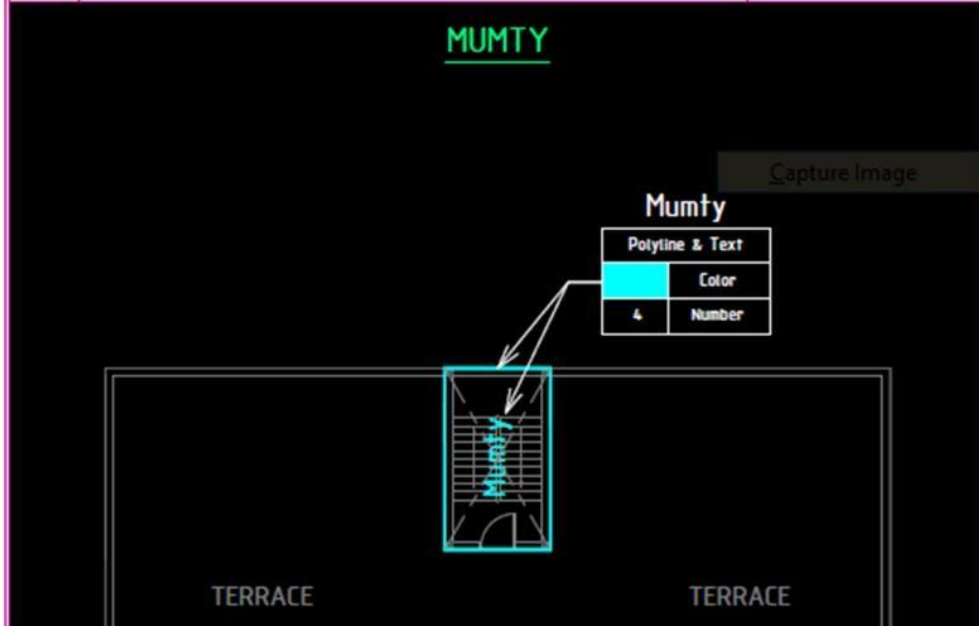 MUMTY
Capture Image
Mumty
Polyline & Text
Color
4 Number
Mumty
TERRACE TERRACE